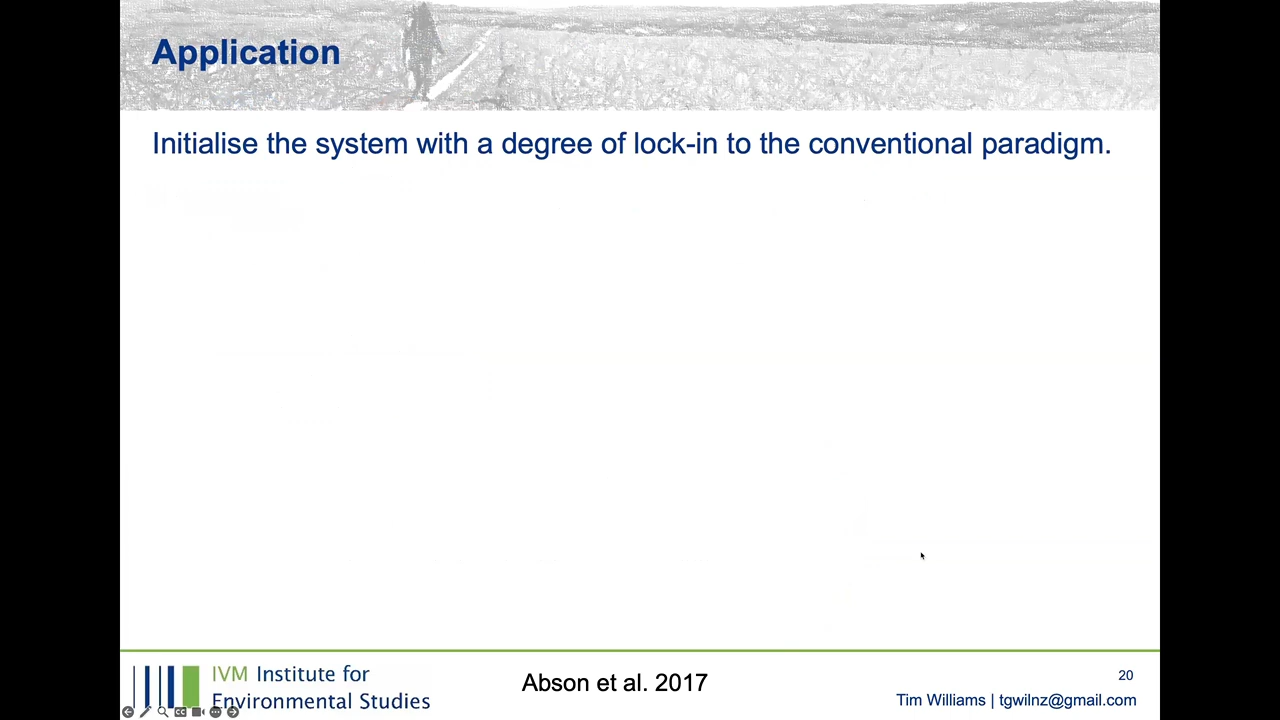 Application
Initialise the system with a degree of lock-in to the conventional paradigm.
IVM Institute for
Environmental Studies
Abson et al. 2017
20
Tim Williams | tgwilnz@gmail.com